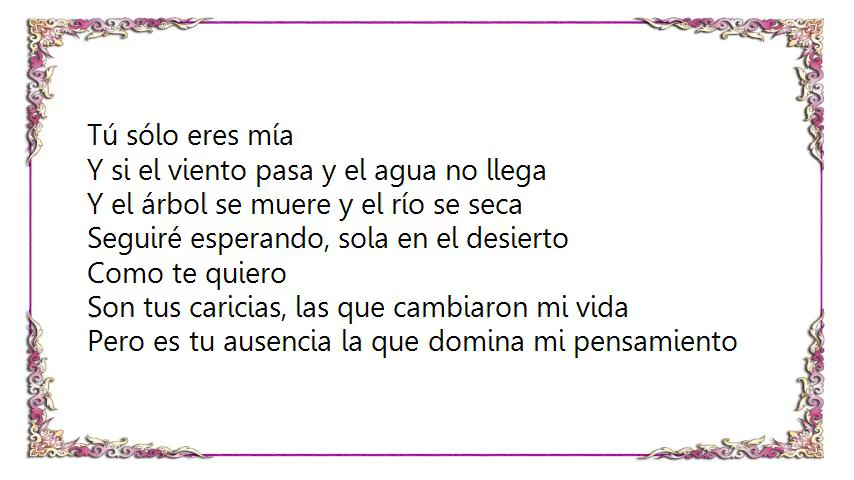 Tú sólo eres mía
Y si el viento pasa y el agua no llega
Y el árbol se muere y el río se seca
Seguiré esperando, sola en el desierto
Como te quiero
Son tus caricias, las que cambiaron mi vida
Pero es tu ausencia la que domina mi pensamiento